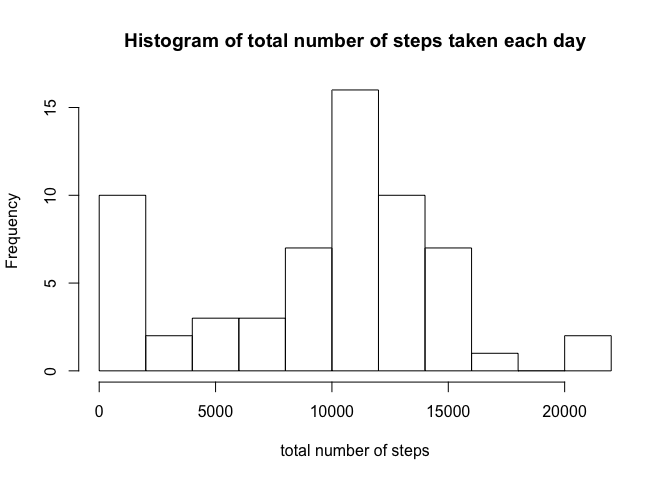 Histogram of total number of steps taken each day
Frequency
15
10
5
0
0 5000 10000 15000 20000
total number of steps